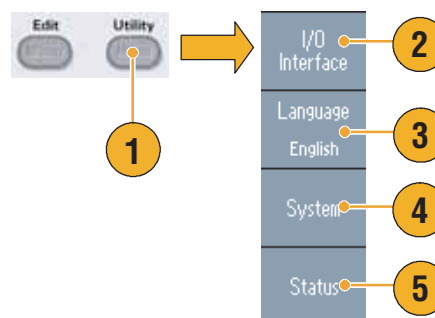 Edit Utility
1
I/O
Interface
2
Language
English
3
System
4
Status
5